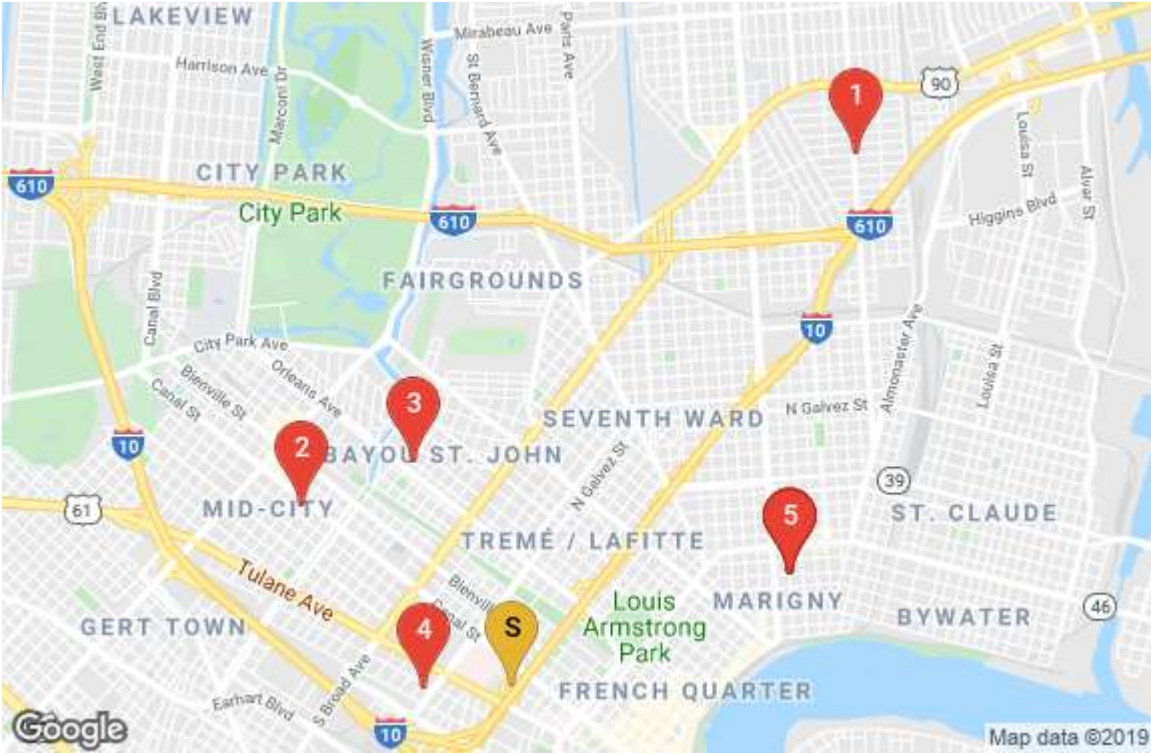 LAKEVIEW
West End Blv
Mirabeau Ave
Paris Ave
Harrison Ave
Marconi Dr
Wisner Blvd
St Bernard Ave
90
1
Louisa St
Alvar St
CITY PARK
City Park
610
610
610
Higgins Blvd
FAIRGROUNDS
Canal Blvd
10
City Park Ave
Orleans Ave
Bienville St
Canal St
3
Almonaster Ave
Louisa St
N Galvez St
SEVENTH WARD
10
2
BAYOU ST. JOHN
N Galvez St
39
61
MID-CITY
5
ST. CLAUDE
TREMÉ / LAFITTE
Tulane Ave
Bienville
Canal St
Louis
Armstrong
Park
MARIGNY
BYWATER
46
GERT TOWN
4
S
S Broad Ave
FRENCH QUARTER
Earhart Blvd
10
Google
Map data ©2019